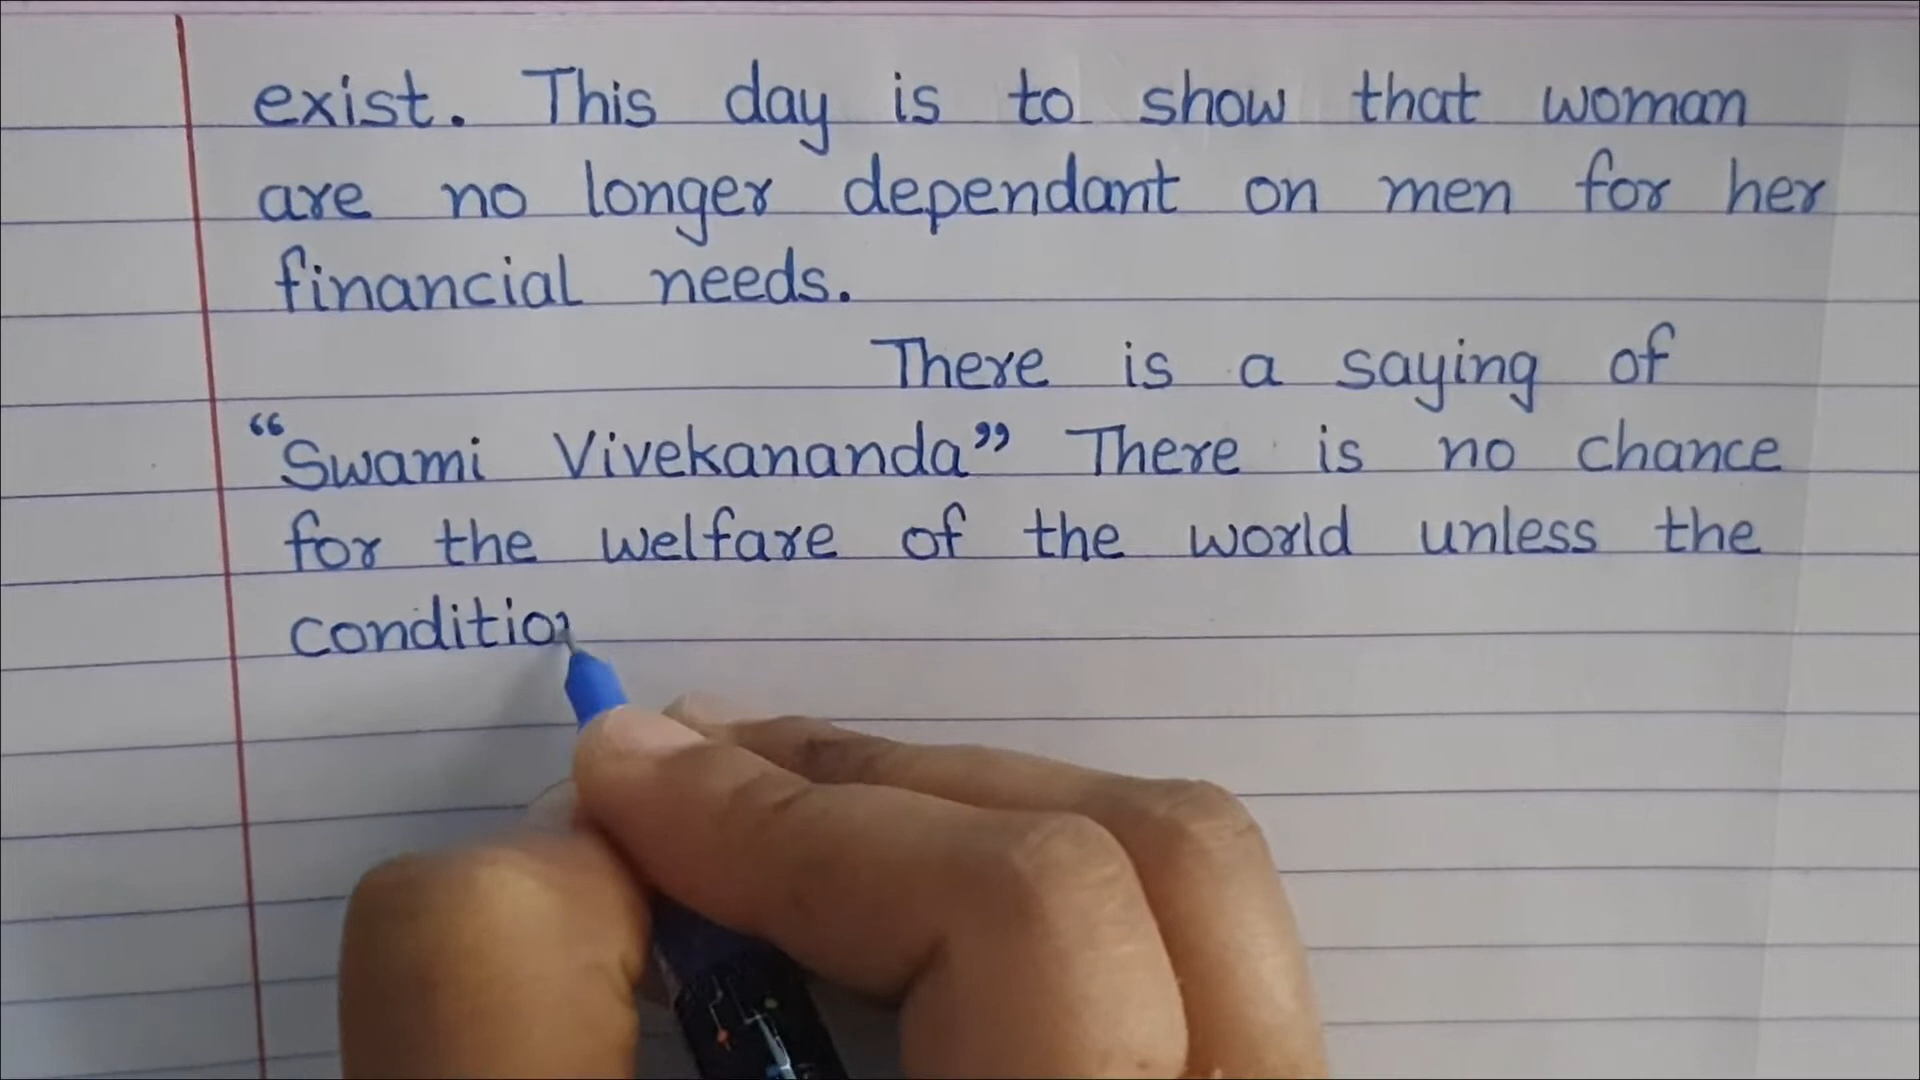 exist. This day is to show that woman
are no longer dependant on men for her
financial needs.
There is a saying of
“Swami Vivekananda” There is no chance
for the welfare of the world unless the
condition